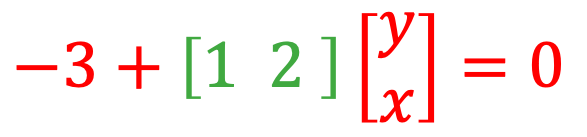 −3 + [1 2 ] [y x] = 0